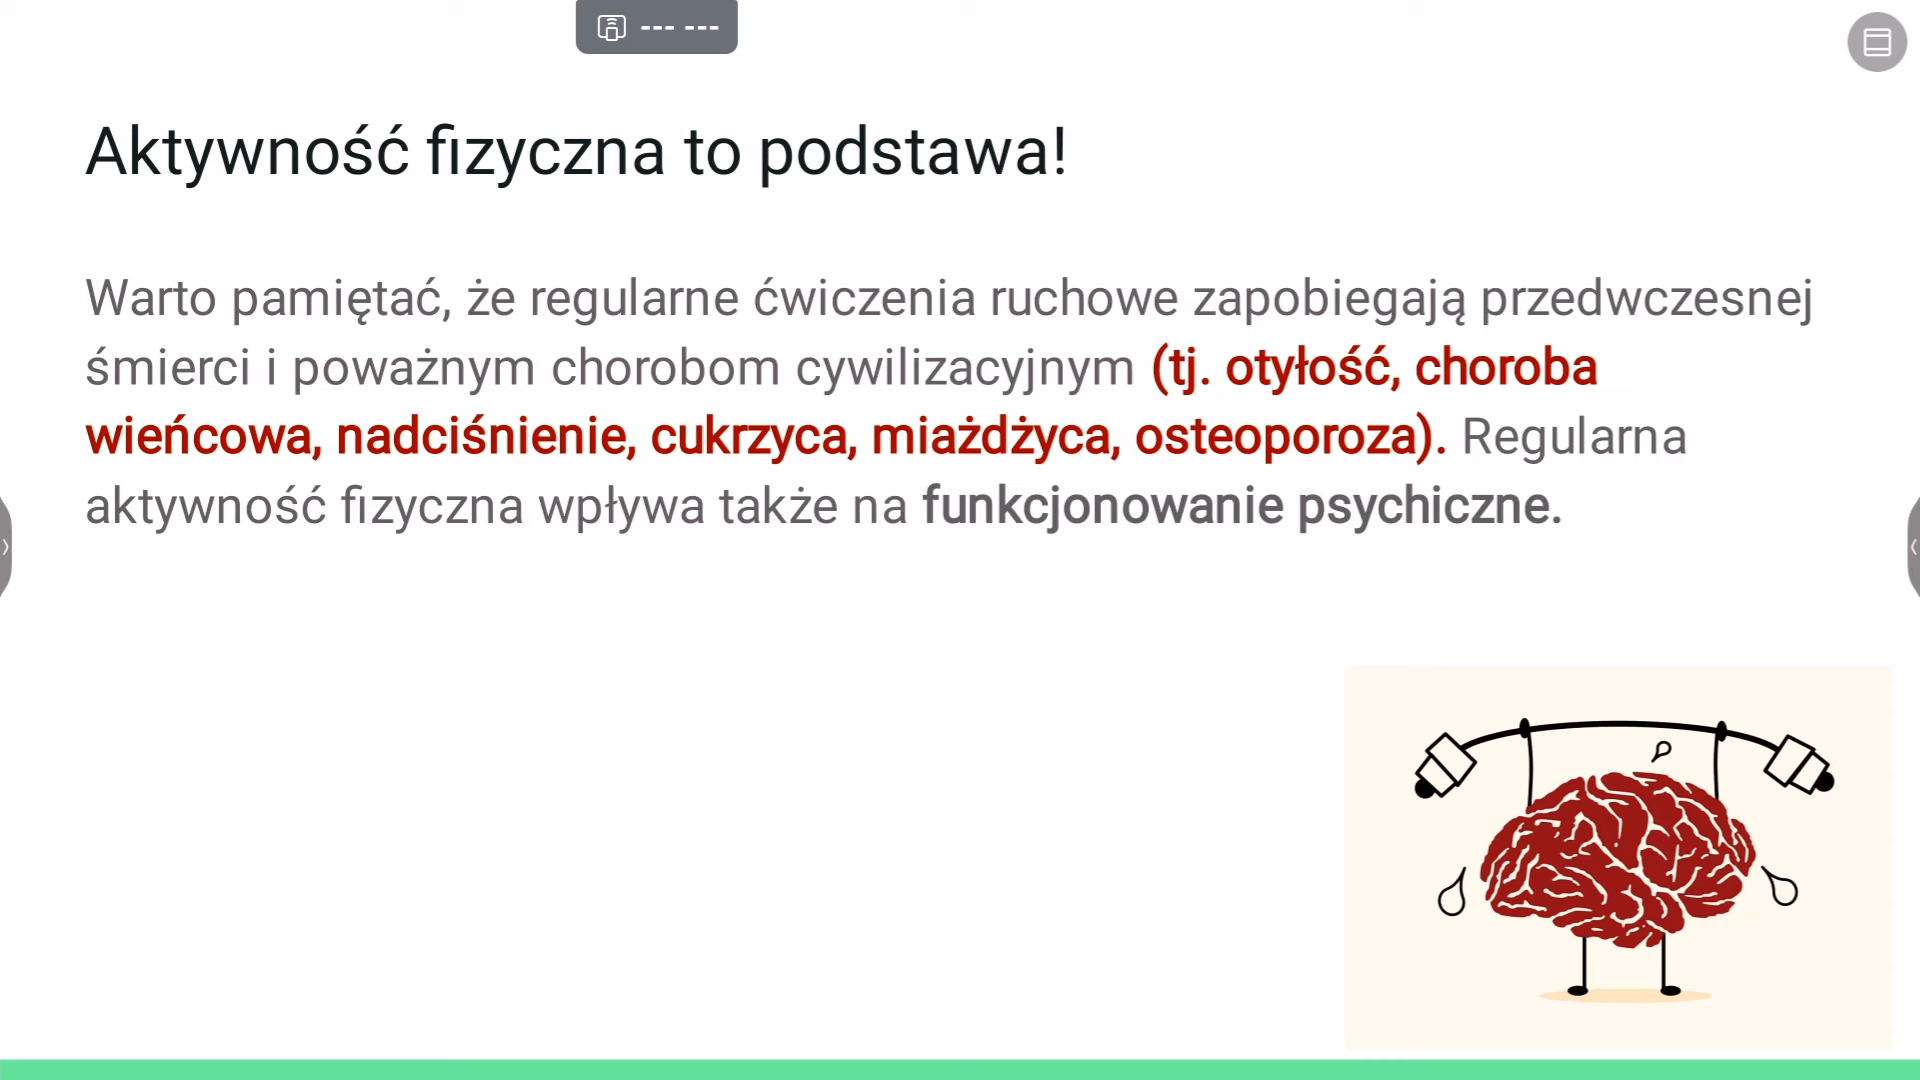 --- ---
Aktywność fizyczna to podstawa!
Warto pamiętać, że regularne ćwiczenia ruchowe zapobiegają przedwczesnej
śmierci i poważnym chorobom cywilizacyjnym (tj. otyłość, choroba
wieńcowa, nadciśnienie, cukrzyca, miażdżyca, osteoporoza). Regularna
aktywność fizyczna wpływa także na funkcjonowanie psychiczne.